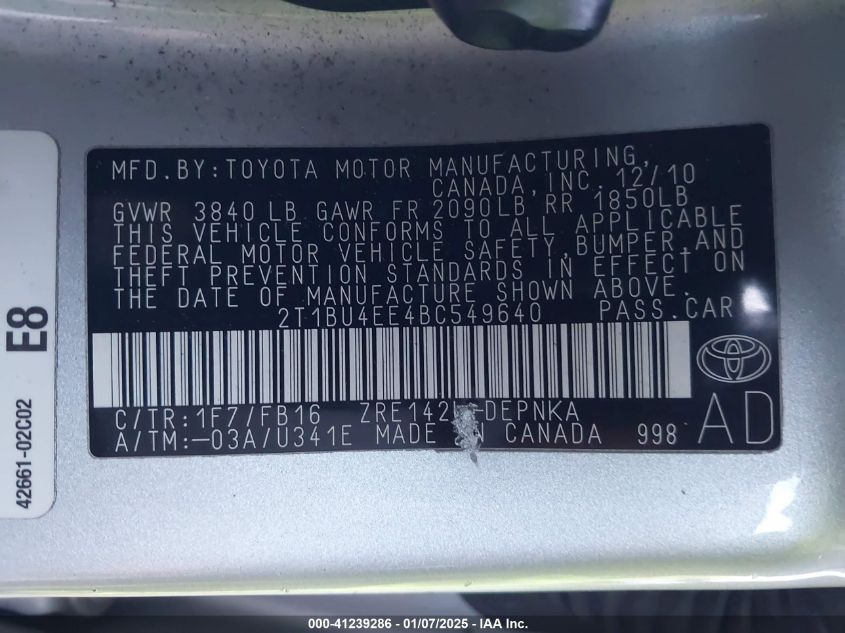 MFD.BY:TOYOTA MOTOR MANUFACTURING,
CANADA, INC. 12/10
GVWR 3840 LB GAWR FR 2090LB RR 1850LB
THIS VEHICLE CONFORMS TO ALL APPLICABLE
FEDERAL MOTOR VEHICLE SAFETY, BUMPER, AND
THEFT PREVENTION STANDARDS IN EFFECT ON
THE DATE OF MANUFACTURE SHOWN ABOVE.
2T1BU4EE4BC549640 PASS.CAR
C/TR:1F7/FB16 ZRE142 -DEPNKA
A/TM:-03A/U341E MADE IN CANADA 998
AD
E8
42661-02C02
000-41239286 - 01/07/2025 - IAA Inc.